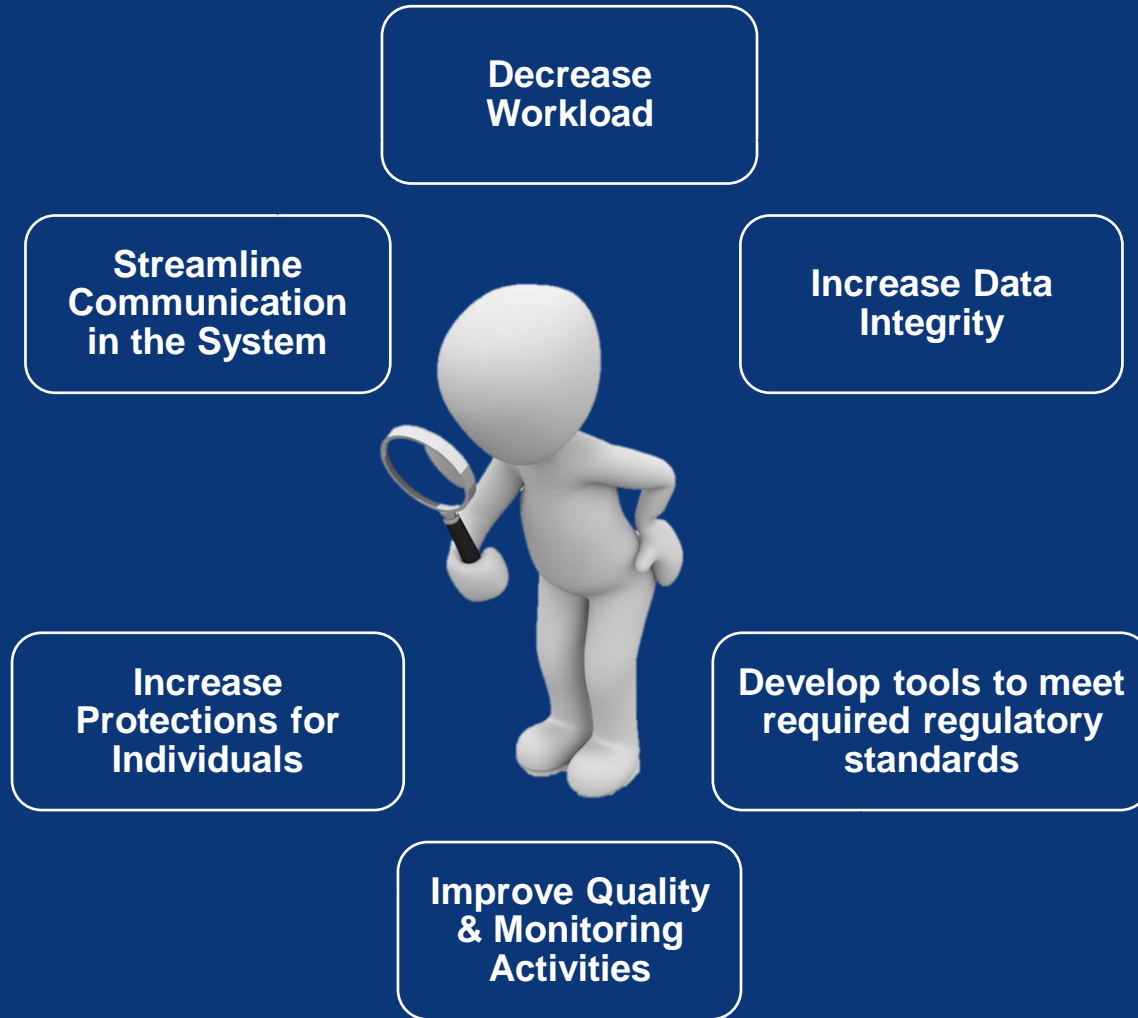 Decrease
Workload
Streamline
Communication
in the System
Increase Data
Integrity
Increase
Protections for
Individuals
Develop tools to meet
required regulatory
standards
Improve Quality
& Monitoring
Activities